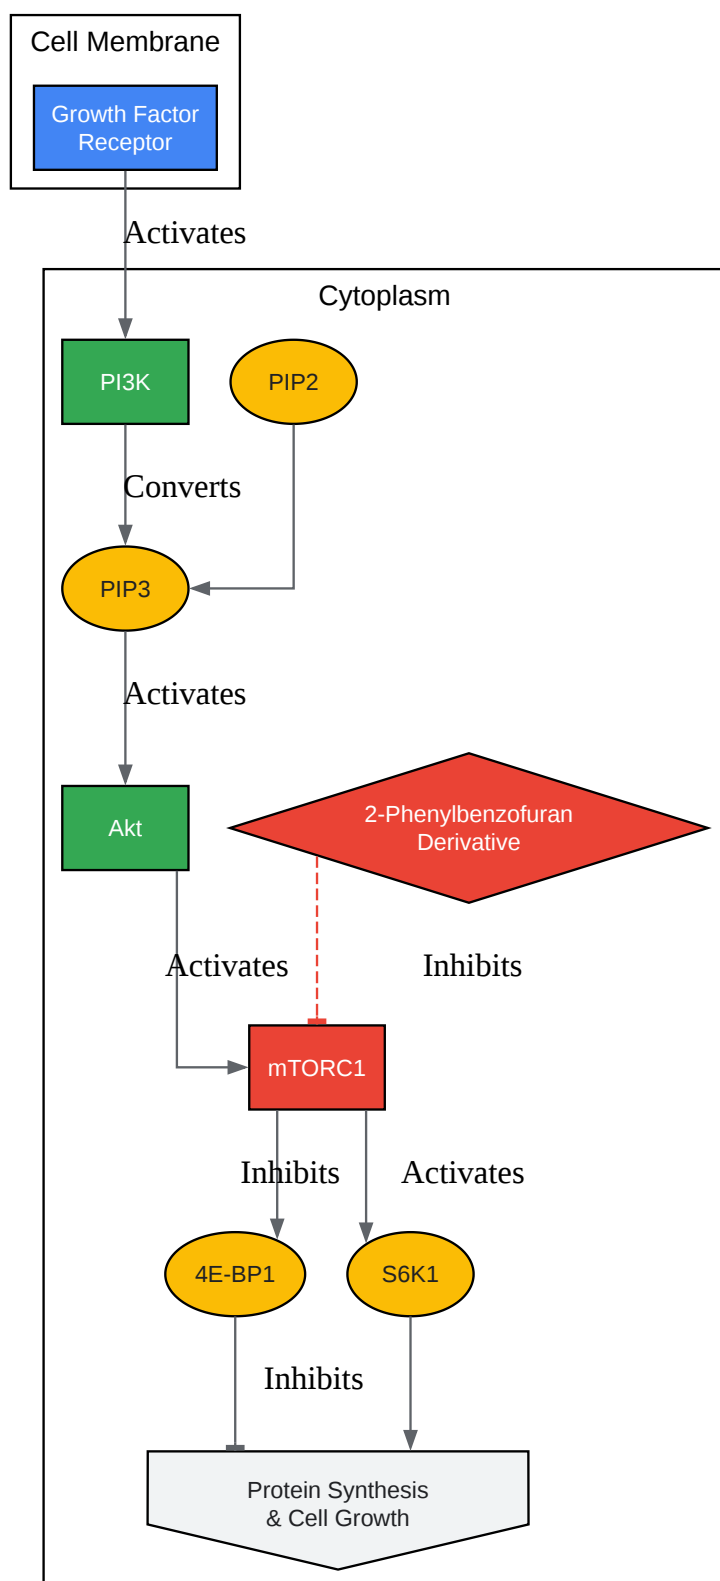 Cell Membrane
Growth Factor
Receptor
Activates
Cytoplasm
PI3K
PIP2
Converts
PIP3
Activates
Akt
2-Phenylbenzofuran
Derivative
Activates
Inhibits
mTORC1
Inhibits
Activates
4E-BP1
S6K1
Inhibits
Protein Synthesis
& Cell Growth